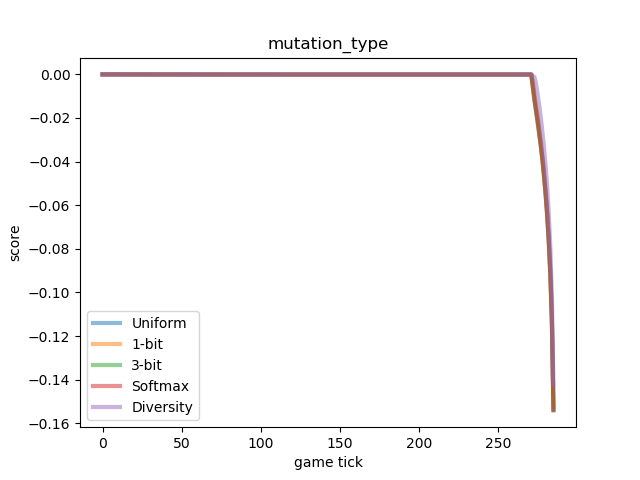 mutation_type
0.00
−0.02
−0.04
−0.06
−0.08
−0.10
−0.12
−0.14
−0.16
score
Uniform
1-bit
3-bit
Softmax
Diversity
0 50 100 150 200 250
game tick